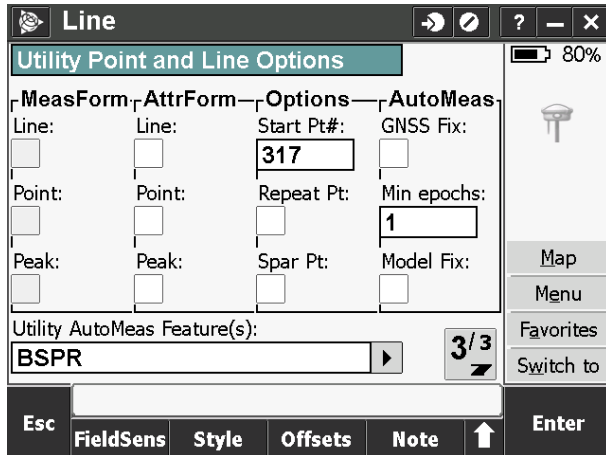 Line
? – ×
Utility Point and Line Options
80%
MeasForm AttrForm Options AutoMeas
Line: Line: Start Pt#: GNSS Fix:
317
Point: Point: Repeat Pt: Min epochs:
1
Peak: Peak: Spar Pt: Model Fix:
Utility AutoMeas Feature(s):
BSPR
3/3
Map
Menu
Favorites
Switch to
Esc
FieldSens Style Offsets Note
Enter